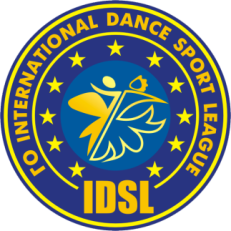 ГО INTERNATIONAL DANCE SPORT LEAGUE
IDSL